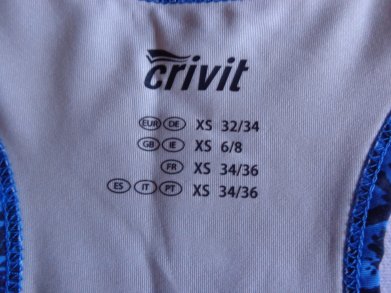 crivit
EUR DE XS 32/34
GB IE XS 6/8
FR XS 34/36
ES IT PT XS 34/36